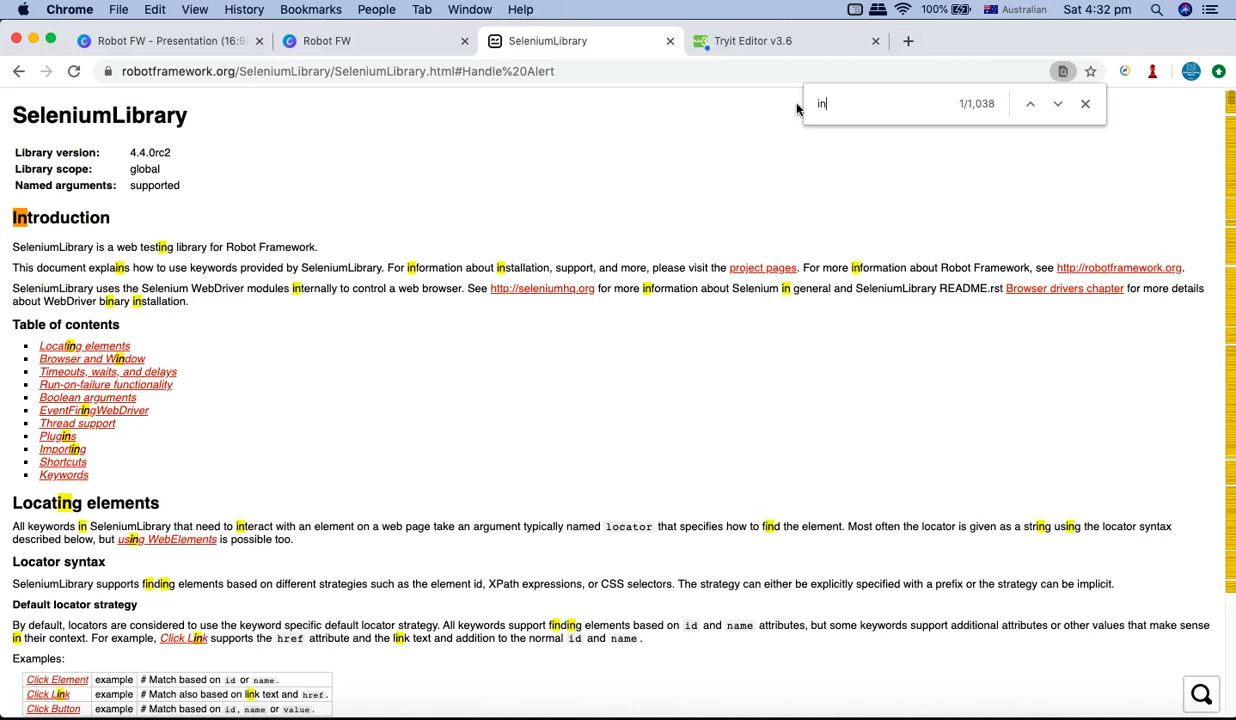 Chrome File Edit View History Bookmarks People Tab Window Help 100% Australian Sat 4:32 pm
Robot FW - Presentation (16:9 Robot FW SeleniumLibrary Tryit Editor v3.6
robotframework.org/SeleniumLibrary/SeleniumLibrary.html#Handle%20Alert
in 1/1,038
SeleniumLibrary
Library version: 4.4.0rc2
Library scope: global
Named arguments: supported
Introduction
SeleniumLibrary is a web testing library for Robot Framework.
This document explains how to use keywords provided by SeleniumLibrary. For information about installation, support, and more, please visit the project pages. For more information about Robot Framework, see http://robotframework.org.
SeleniumLibrary uses the Selenium WebDriver modules internally to control a web browser. See http://seleniumhq.org for more information about Selenium in general and SeleniumLibrary README.rst Browser drivers chapter for more details
about WebDriver binary installation.
Table of contents
▪ Locating elements
▪ Browser and Window
▪ Timeouts, waits, and delays
▪ Run-on-failure functionality
▪ Boolean arguments
▪ EventFiringWebDriver
▪ Thread support
▪ Plugins
▪ Importing
▪ Shortcuts
▪ Keywords
Locating elements
All keywords in SeleniumLibrary that need to interact with an element on a web page take an argument typically named locator that specifies how to find the element. Most often the locator is given as a string using the locator syntax
described below, but using WebElements is possible too.
Locator syntax
SeleniumLibrary supports finding elements based on different strategies such as the element id, XPath expressions, or CSS selectors. The strategy can either be explicitly specified with a prefix or the strategy can be implicit.
Default locator strategy
By default, locators are considered to use the keyword specific default locator strategy. All keywords support finding elements based on id and name attributes, but some keywords support additional attributes or other values that make sense
in their context. For example, Click Link supports the href attribute and the link text and addition to the normal id and name.
Examples:
Click Element example # Match based on id or name.
Click Link example # Match also based on link text and href.
Click Button example # Match based on id, name or value.